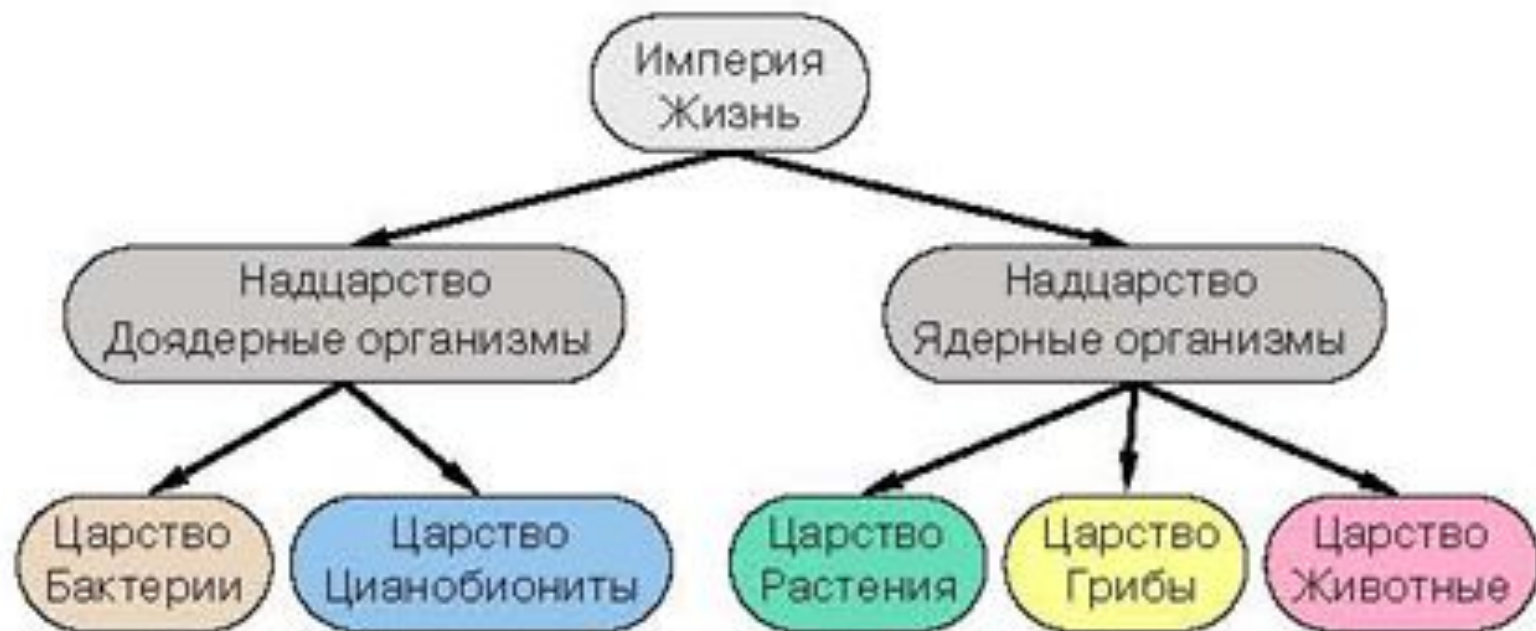 Империя
Жизнь
Надцарство
Доядерные организмы
Надцарство
Ядерные организмы
Царство
Бактерии
Царство
Цианобиониты
Царство
Растения
Царство
Грибы
Царство
Животные